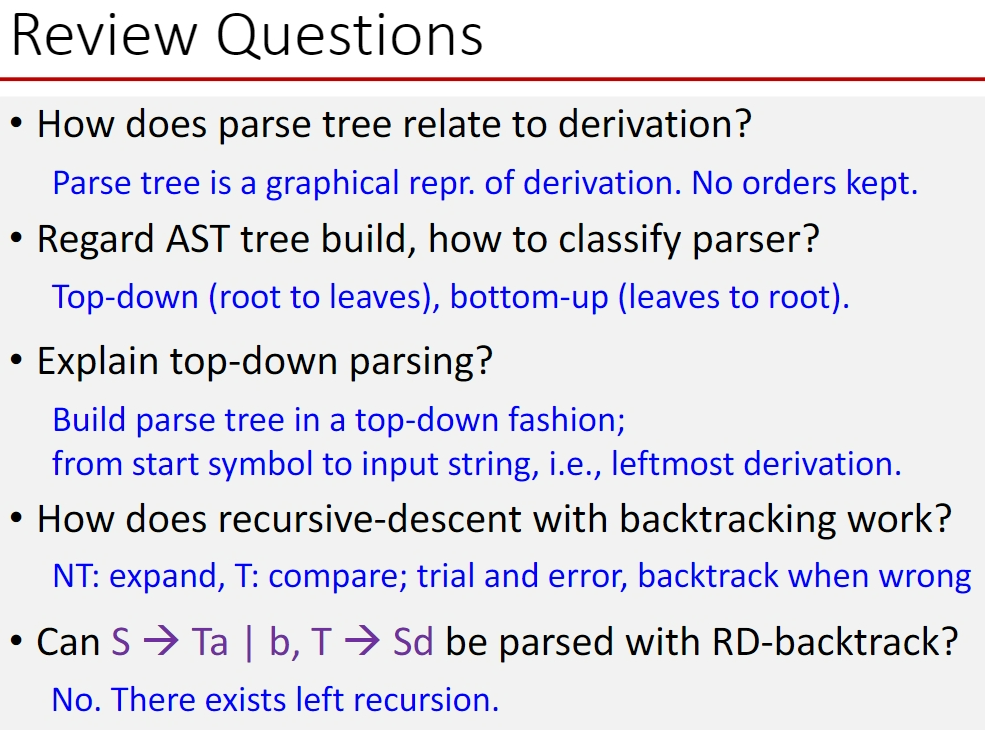 Review Questions
• How does parse tree relate to derivation?
Parse tree is a graphical repr. of derivation. No orders kept.
• Regard AST tree build, how to classify parser?
Top-down (root to leaves), bottom-up (leaves to root).
• Explain top-down parsing?
Build parse tree in a top-down fashion;
from start symbol to input string, i.e., leftmost derivation.
• How does recursive-descent with backtracking work?
NT: expand, T: compare; trial and error, backtrack when wrong
• Can S → Ta | b, T → Sd be parsed with RD-backtrack?
No. There exists left recursion.